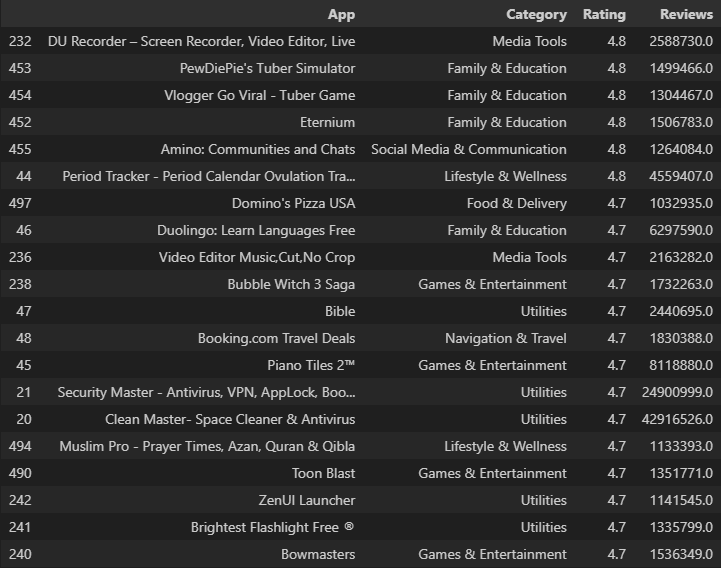 App Category Rating Reviews
232 DU Recorder – Screen Recorder, Video Editor, Live Media Tools 4.8 2588730.0
453 PewDiePie's Tuber Simulator Family & Education 4.8 1499466.0
454 Vlogger Go Viral - Tuber Game Family & Education 4.8 1304467.0
452 Eternium Family & Education 4.8 1506783.0
455 Amino: Communities and Chats Social Media & Communication 4.8 1264084.0
44 Period Tracker - Period Calendar Ovulation Tra... Lifestyle & Wellness 4.8 4559407.0
497 Domino's Pizza USA Food & Delivery 4.7 1032935.0
46 Duolingo: Learn Languages Free Family & Education 4.7 6297590.0
236 Video Editor Music,Cut,No Crop Media Tools 4.7 2163282.0
238 Bubble Witch 3 Saga Games & Entertainment 4.7 1732263.0
47 Bible Utilities 4.7 2440695.0
48 Booking.com Travel Deals Navigation & Travel 4.7 1830388.0
45 Piano Tiles 2™ Games & Entertainment 4.7 8118880.0
21 Security Master - Antivirus, VPN, AppLock, Boo... Utilities 4.7 24900999.0
20 Clean Master- Space Cleaner & Antivirus Utilities 4.7 42916526.0
494 Muslim Pro - Prayer Times, Azan, Quran & Qibla Lifestyle & Wellness 4.7 1133393.0
490 Toon Blast Games & Entertainment 4.7 1351771.0
242 ZenUI Launcher Utilities 4.7 1141545.0
241 Brightest Flashlight Free ® Utilities 4.7 1335799.0
240 Bowmasters Games & Entertainment 4.7 1536349.0